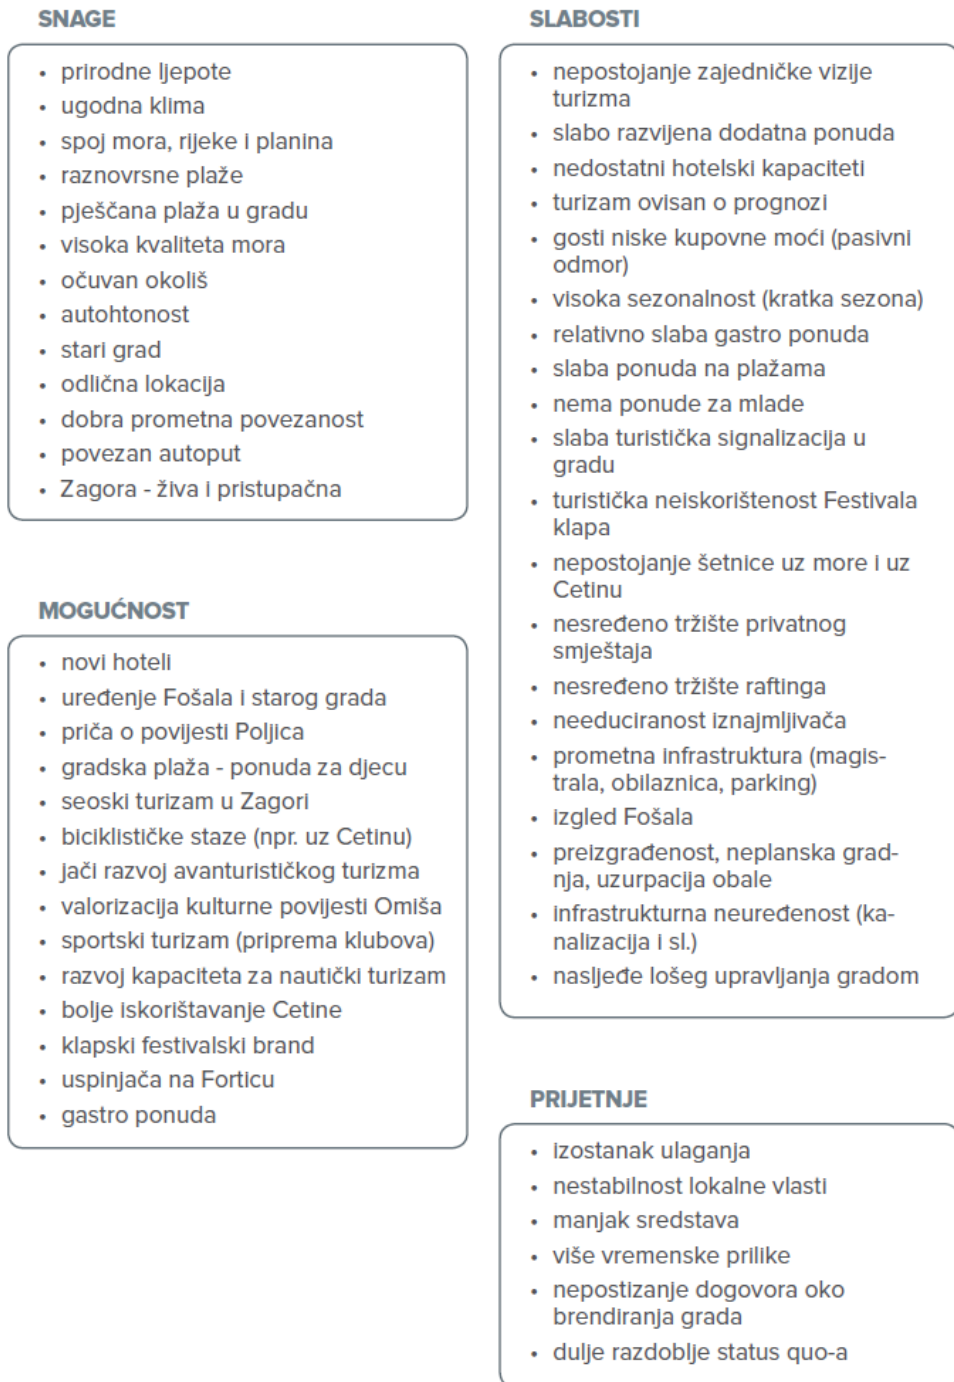 SNAGE
• prirodne ljepote
• ugodna klima
• spoj mora, rijeke i planina
• raznovrsne plaže
• pješčana plaža u gradu
• visoka kvaliteta mora
• očuvan okoliš
• autohtonost
• stari grad
• odlična lokacija
• dobra prometna povezanost
• povezan autoput
• Zagora - živa i pristupačna
MOGUĆNOST
• novi hoteli
• uređenje Fošala i starog grada
• priča o povijesti Poljica
• gradska plaža - ponuda za djecu
• seoski turizam u Zagori
• biciklističke staze (npr. uz Cetinu)
• jači razvoj avanturističkog turizma
• valorizacija kulturne povijesti Omiša
• sportski turizam (priprema klubova)
• razvoj kapaciteta za nautički turizam
• bolje iskorištavanje Cetine
• klapski festivalski brand
• uspinjača na Forticu
• gastro ponuda
SLABOSTI
• nepostojanje zajedničke vizije
turizma
• slabo razvijena dodatna ponuda
• nedostatni hotelski kapaciteti
• turizam ovisan o prognozi
• gosti niske kupovne moći (pasivni
odmor)
• visoka sezonalnost (kratka sezona)
• relativno slaba gastro ponuda
• slaba ponuda na plažama
• nema ponude za mlade
• slaba turistička signalizacija u
gradu
• turistička neiskorištenost Festivala
klapa
• nepostojanje šetnice uz more i uz
Cetinu
• nesređeno tržište privatnog
smještaja
• nesređeno tržište raftinga
• needuciranost iznajmljivača
• prometna infrastruktura (magis-
trala, obilaznica, parking)
• izgled Fošala
• preizgrađenost, neplanska grad-
nja, uzurpacija obale
• infrastrukturna neuređenost (ka-
nalizacija i sl.)
• nasljeđe lošeg upravljanja gradom
PRIJETNJE
• izostanak ulaganja
• nestabilnost lokalne vlasti
• manjak sredstava
• više vremenske prilike
• nepostizanje dogovora oko
brendiranja grada
• dulje razdoblje status quo-a